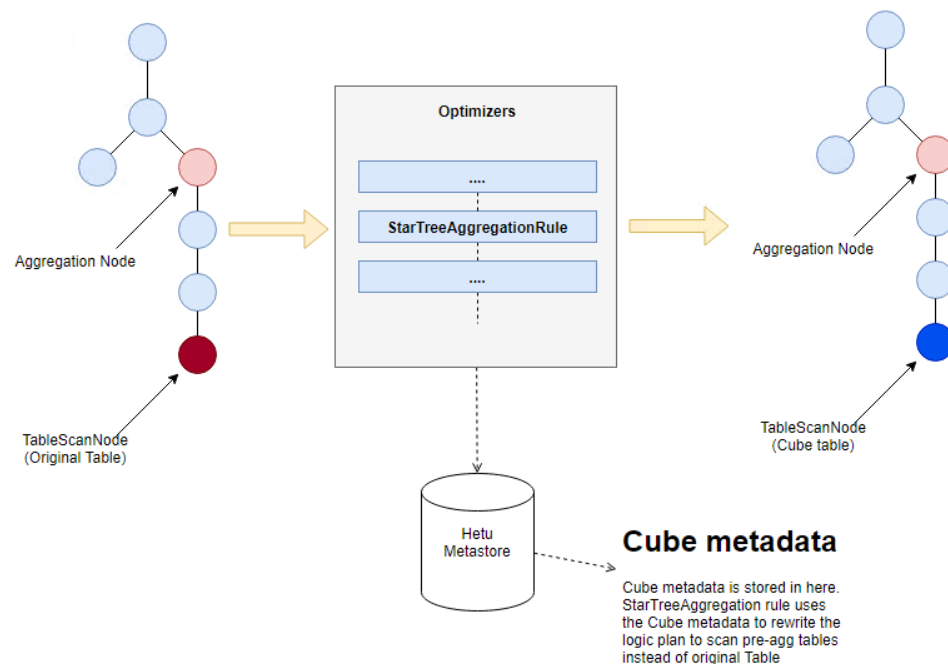 Optimizers
....
StarTreeAggregationRule
....
Aggregation Node
TableScanNode
(Original Table)
Aggregation Node
TableScanNode
(Cube table)
Hetu
Metastore
Cube metadata
Cube metadata is stored in here.
StarTreeAggregation rule uses
the Cube metadata to rewrite the
logic plan to scan pre-agg tables
instead of original Table